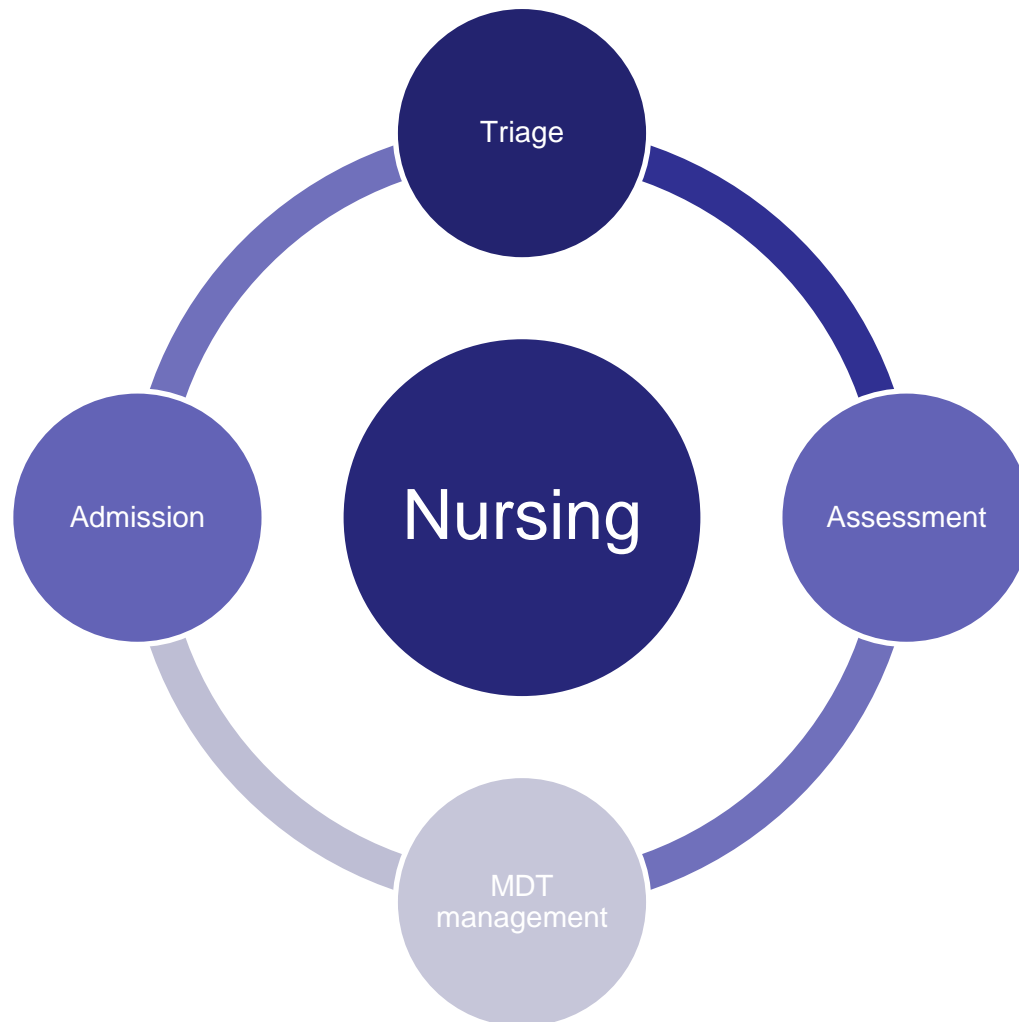 Triage
Admission
Nursing
Assessment
MDT
management